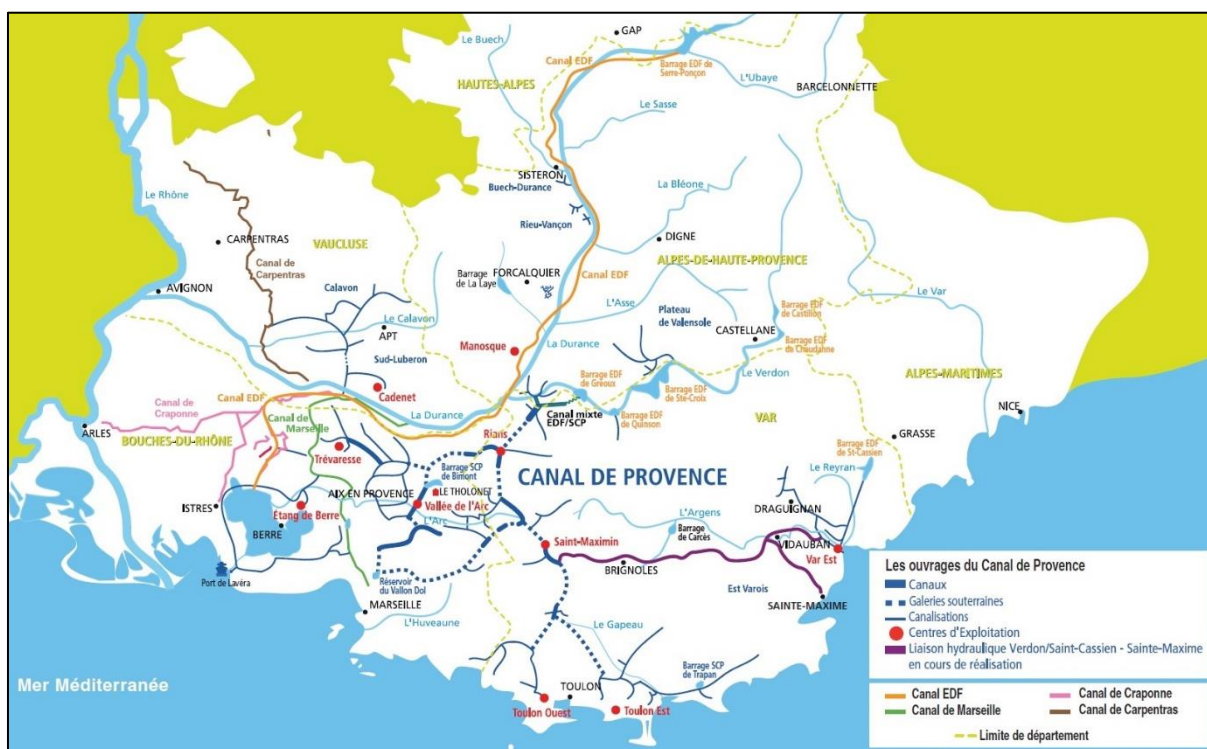 GAP
Le Buech
Canal EDF
Barrage EDF de
Serre-Ponçon
HAUTES-ALPES
L'Ubaye
BARCELONNETTE
Le Sasse
SISTERON
Buech-Durance
La Bléone
Le Rhône
Rieu-Vançon
CARPENTRAS
VAUCLUSE
DIGNE
Canal de
Carpentras
Barrage
de La Laye
FORCALQUIER
Canal EDF
ALPES-DE-HAUTE-PROVENCE
AVIGNON
Calavon
L'Asse
Le Var
Le Calavon
Plateau
de Valensole
Barrage EDF
de Castillon
APT
CASTELLANE
Manosque
La Durance
Barrage EDF
de Chaudanne
Sud-Luberon
Le Verdon
Barrage EDF
de Gréoux
Barrage EDF
de Ste-Croix
ALPES-MARITIMES
Cadenet
Canal de
Craponne
Canal EDF
La Durance
Canal mixte
EDF/SCP
Barrage EDF
de Quinson
VAR
NICE
ARLES
Canal de
Marseille
BOUCHES-DU-RHÔNE
Rians
GRASSE
Trévaresse
Barrage EDF
de St-Cassien
Barrage SCP
de Bimont
CANAL DE PROVENCE
Le Reyran
AIX EN PROVENCE
LE THOLONET
ISTRES
Étang de Berre
Vallée de l'Arc
DRAGUIGNAN
L'Arc
L'Argens
BERRE
Barrage
de Carcès
Saint-Maximin
VIDAUBAN
Var Est
BRIGNOLES
Port de Lavéra
Réservoir
du Vallon Dol
Est Varois
MARSEILLE
SAINTE-MAXIME
L'Huveaune
Le Gapeau
Barrage SCP
de Trapan
Mer Méditerranée
TOULON
Toulon Ouest
Toulon Est
Les ouvrages du Canal de Provence
Canaux
Galeries souterraines
Canalisations
Centres d'Exploitation
Liaison hydraulique Verdon/Saint-Cassien - Sainte-Maxime
en cours de réalisation
Canal EDF
Canal de Craponne
Canal de Marseille
Canal de Carpentras
Limite de département